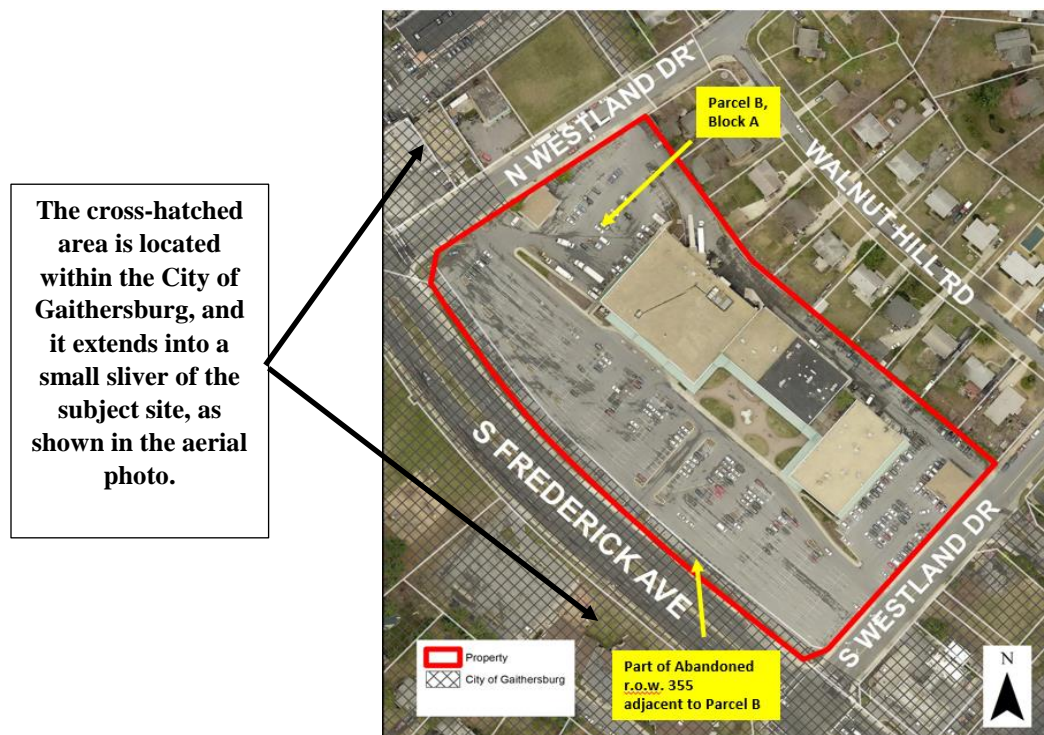 The cross-hatched
area is located
within the City of
Gaithersburg, and
it extends into a
small sliver of the
subject site, as
shown in the aerial
photo.
N WESTLAND DR
Parcel B,
Block A
WALNUT HILL RD
S FREDERICK AVE
S WESTLAND DR
Property
City of Gaithersburg
Part of Abandoned
r.o.w. 355
adjacent to Parcel B
N